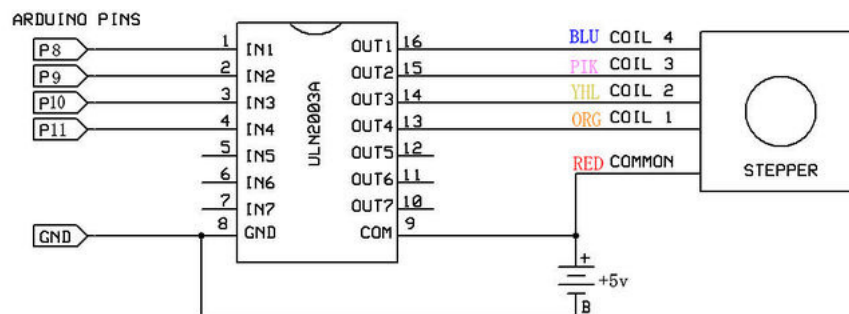 ARDUINO PINS
P8 1 IN1 OUT1 16 BLU COIL 4
P9 2 IN2 OUT2 15 PIK COIL 3
P10 3 IN3 OUT3 14 YHL COIL 2
P11 4 IN4 OUT4 13 ORG COIL 1
ULN2003A
5 IN5 OUT5 12
6 IN6 OUT6 11 RED COMMON STEPPER
7 IN7 OUT7 10
GND 8 GND COM 9
+ +5v
B